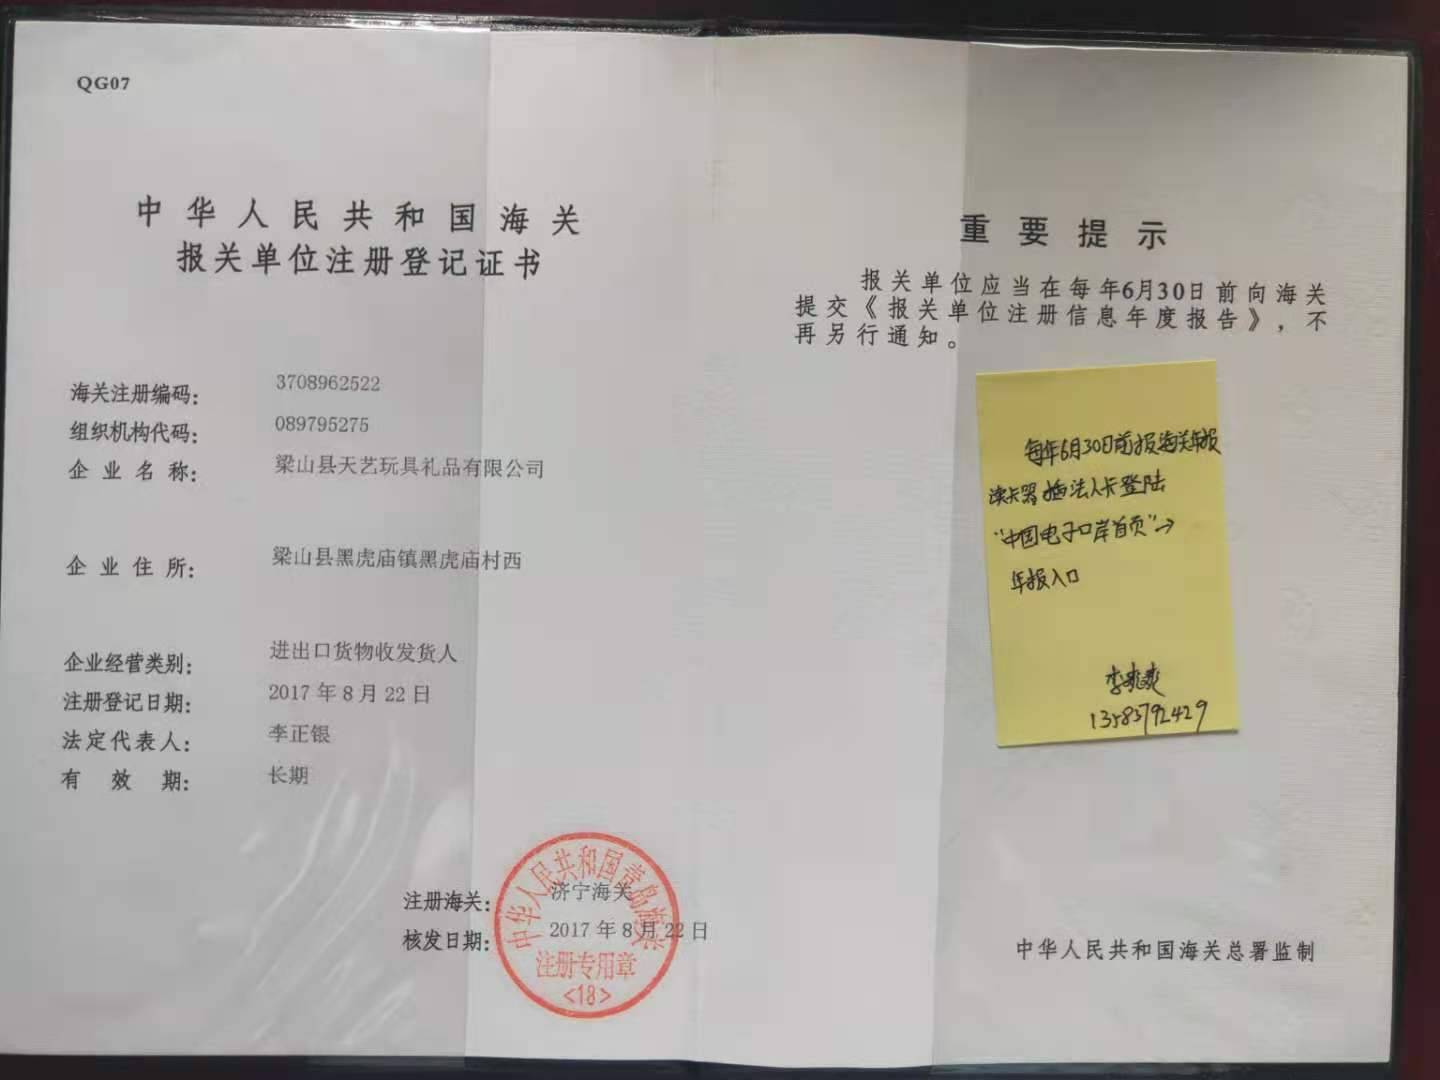 QG07
中华人民共和国海关
报关单位注册登记证书
海关注册编码： 3708962522
组织机构代码： 089795275
企业名称： 梁山县天艺玩具礼品有限公司
企业住所： 梁山县黑虎庙镇黑虎庙村西
企业经营类别： 进出口货物收发货人
注册登记日期： 2017年8月22日
法定代表人： 李正银
有效期： 长期
注册海关： 济宁海关
核发日期： 2017年8月22日
中华人民共和国青岛海关
注册专用章
<18>
重要提示
报关单位应当在每年6月30日前向海关
提交《报关单位注册信息年度报告》，不
再另行通知。
每年6月30日前报海关年报
读卡器插法人卡登陆
“中国电子口岸首页”→
年报入口
李爽爽
13583792429
中华人民共和国海关总署监制